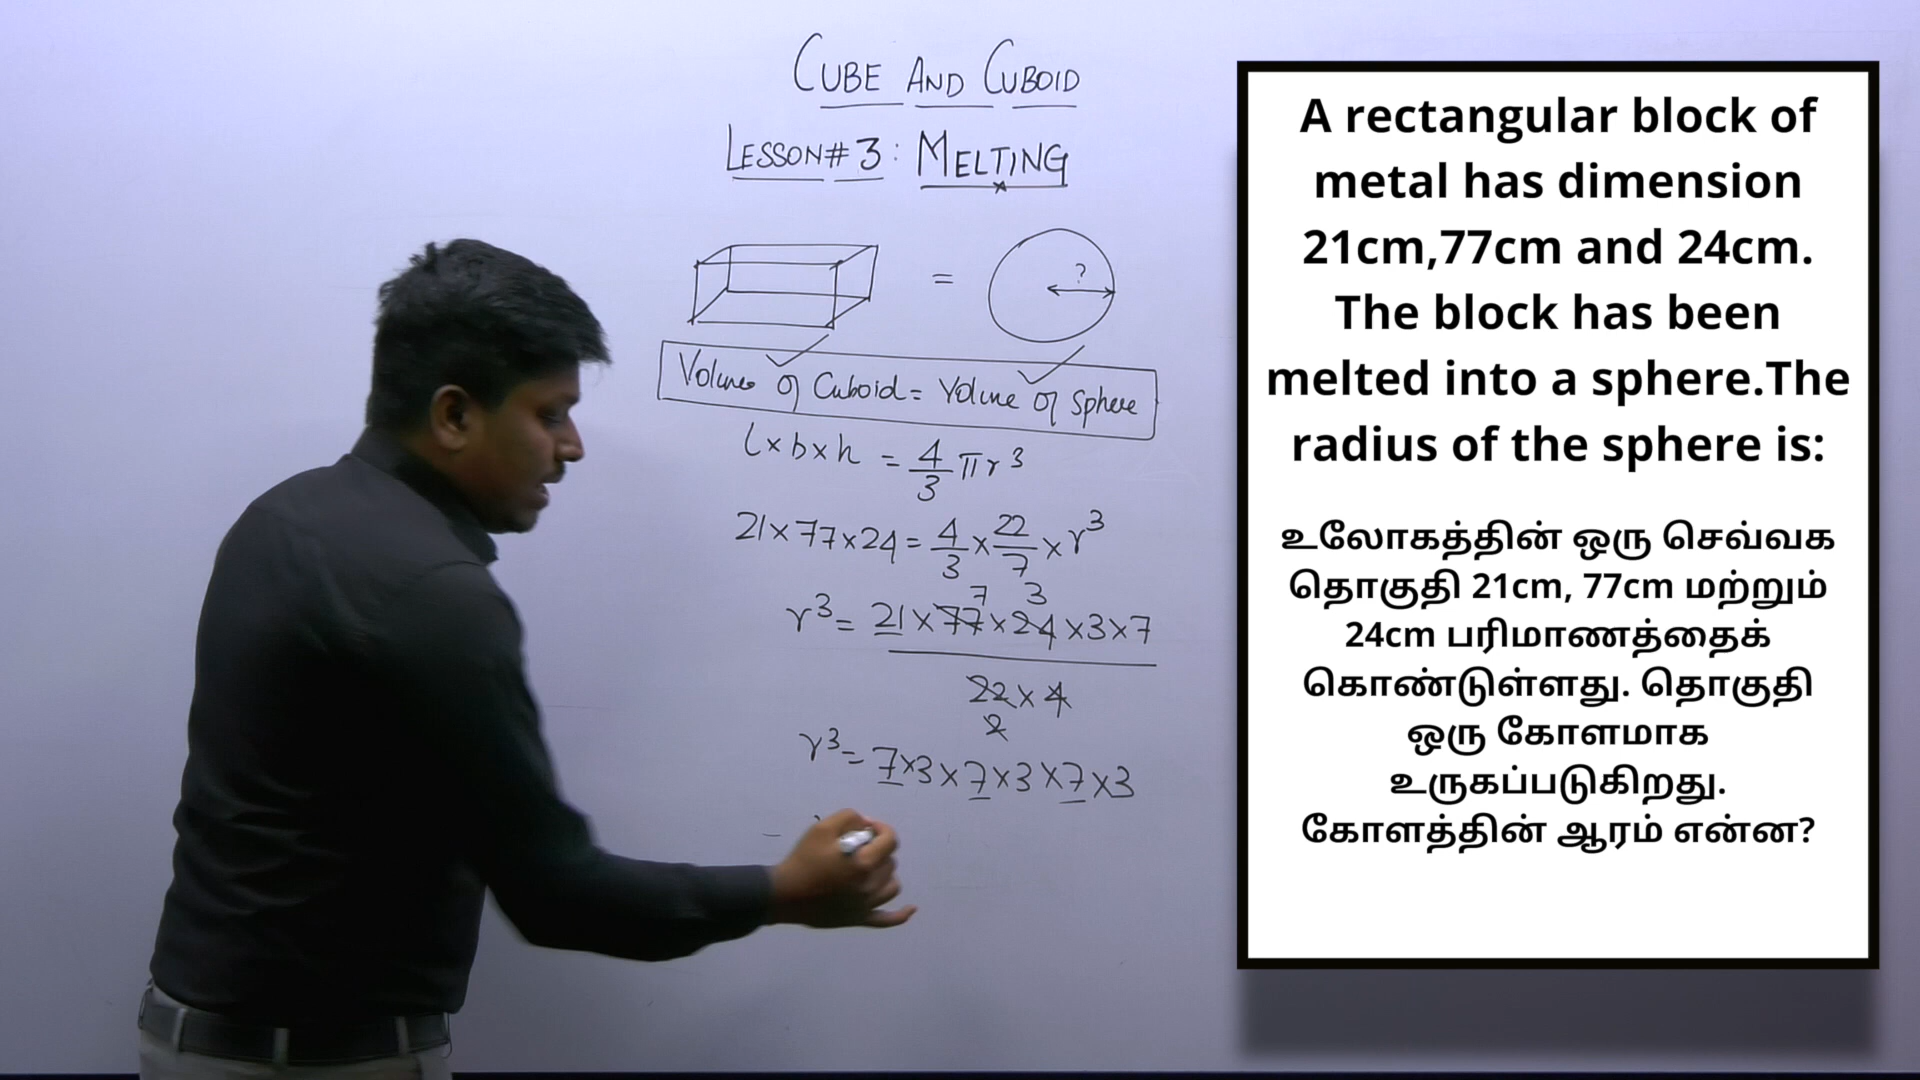 CUBE AND CUBOID
LESSON# 3 : MELTING
= ?
Volume of Cuboid = Volume of Sphere
l×b×h = 4/3 πr³
21×77×24 = 4/3 × 22/7 × r³
7 3
r³ = 21×77×24×3×7
22×4
2
r³ = 7×3×7×3×7×3
A rectangular block of
metal has dimension
21cm,77cm and 24cm.
The block has been
melted into a sphere.The
radius of the sphere is:
உலோகத்தின் ஒரு செவ்வக
தொகுதி 21cm, 77cm மற்றும்
24cm பரிமாணத்தைக்
கொண்டுள்ளது. தொகுதி
ஒரு கோளமாக
உருகப்படுகிறது.
கோளத்தின் ஆரம் என்ன?